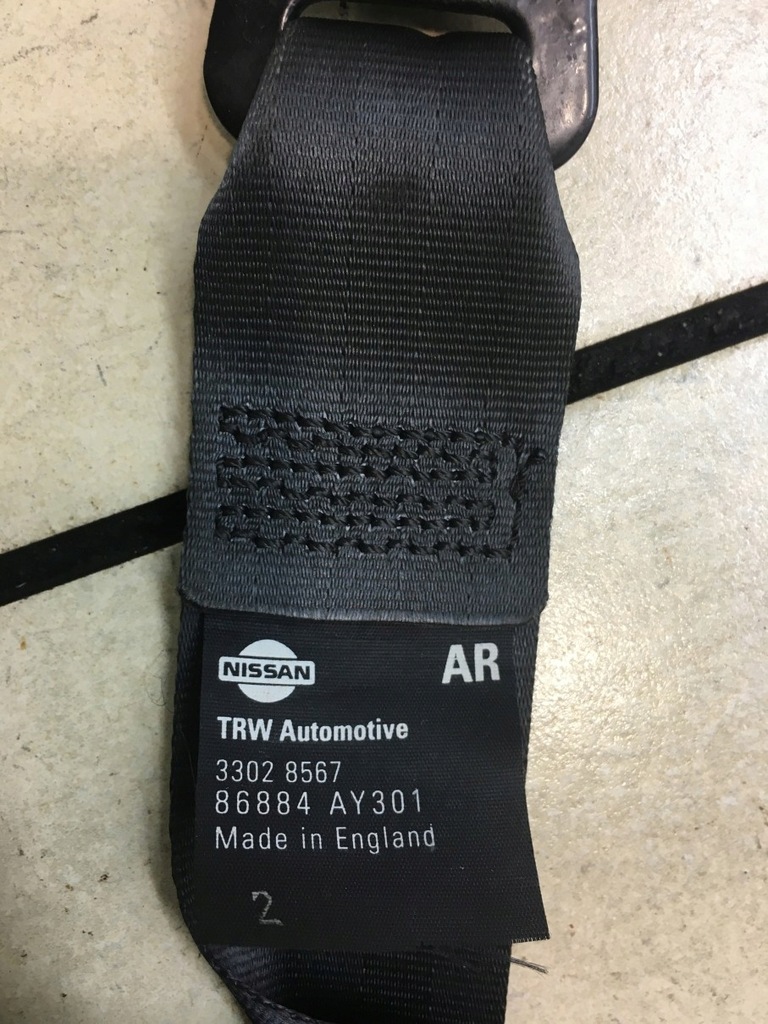 NISSAN
AR
TRW Automotive
3302 8567
86884 AY301
Made in England
2